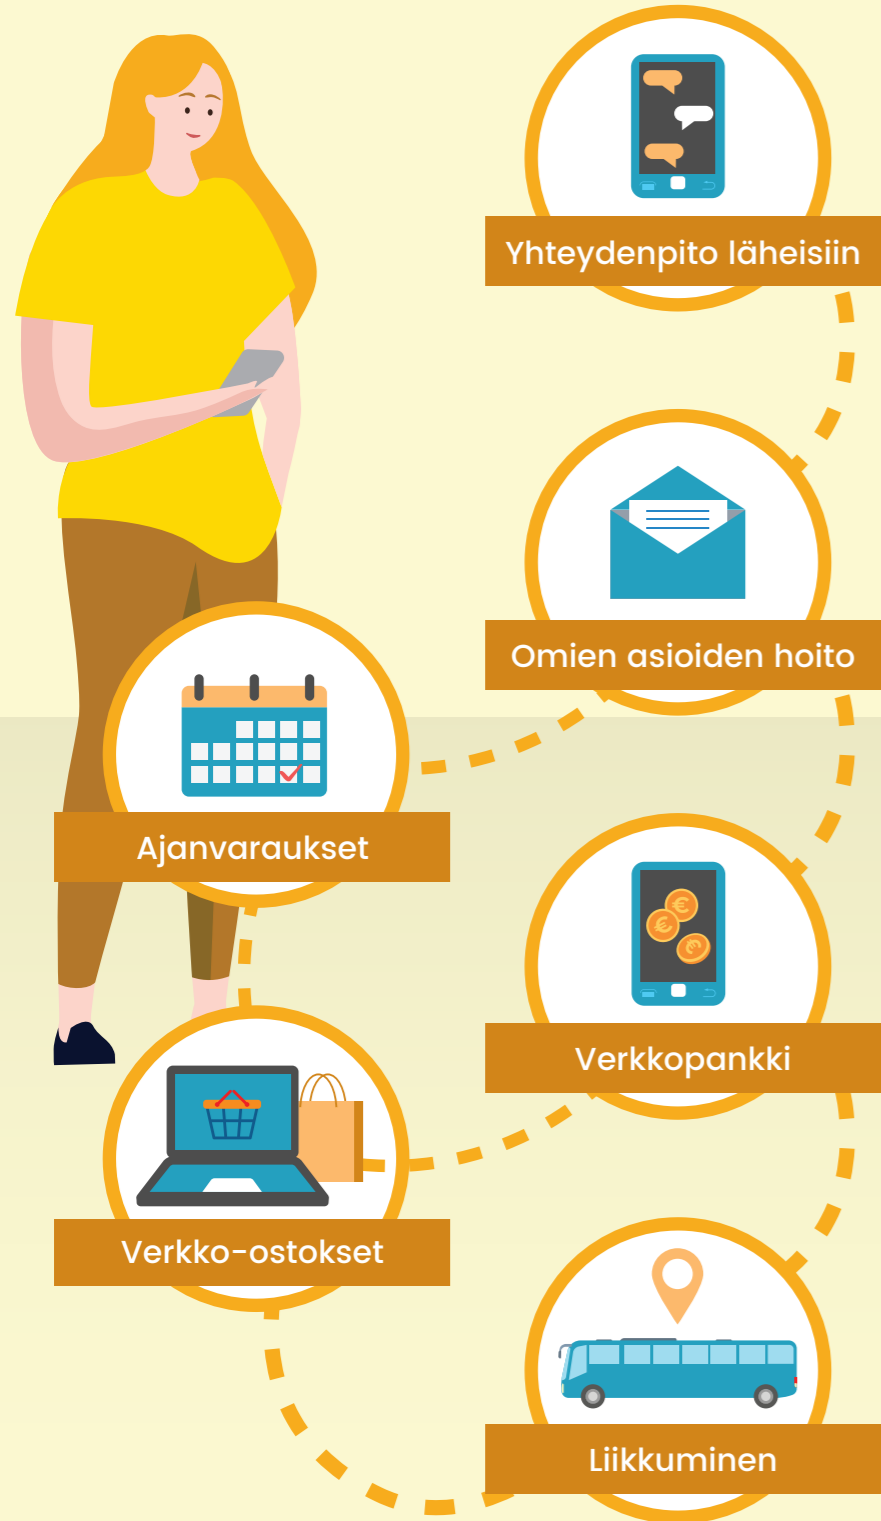 Yhteydenpito läheisiin
Omien asioiden hoito
Ajanvaraukset
Verkkopankki
Verkko-ostokset
Liikkuminen